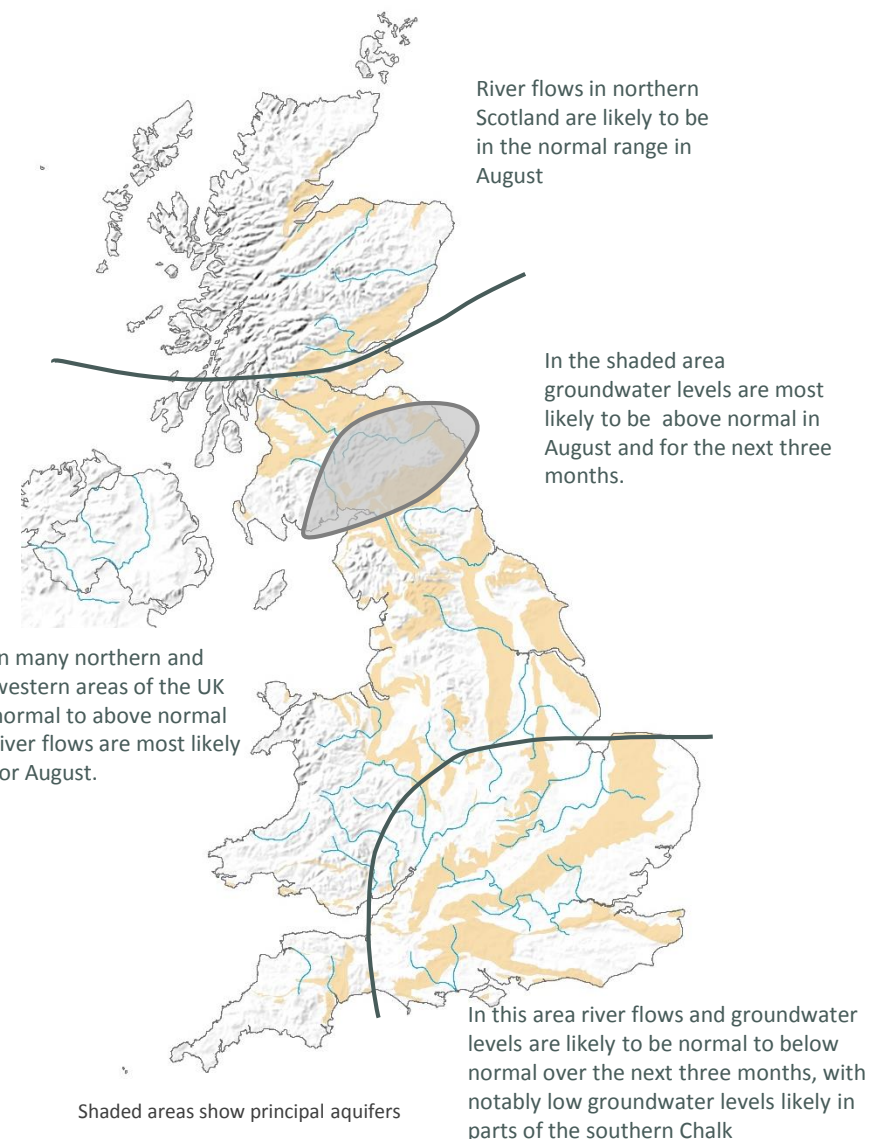 River flows in northern
Scotland are likely to be
in the normal range in
August
In the shaded area
groundwater levels are most
likely to be above normal in
August and for the next three
months.
n many northern and
western areas of the UK
normal to above normal
river flows are most likely
or August.
In this area river flows and groundwater
levels are likely to be normal to below
normal over the next three months, with
notably low groundwater levels likely in
parts of the southern Chalk
Shaded areas show principal aquifers